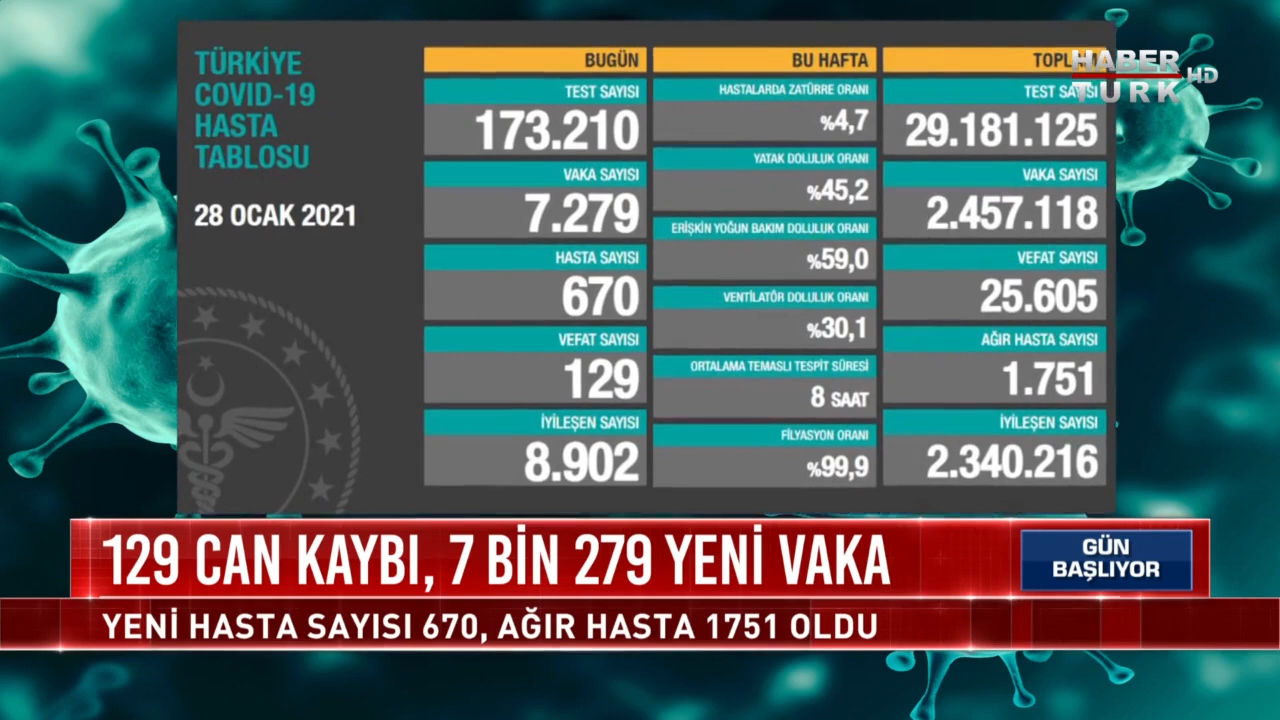 TÜRKİYE
COVID-19
HASTA
TABLOSU
28 OCAK 2021
BUGÜN
TEST SAYISI
173.210
VAKA SAYISI
7.279
HASTA SAYISI
670
VEFAT SAYISI
129
İYİLEŞEN SAYISI
8.902
BU HAFTA
HASTALARDA ZATÜRRE ORANI
%4,7
YATAK DOLULUK ORANI
%45,2
ERİŞKİN YOĞUN BAKIM DOLULUK ORANI
%59,0
VENTİLATÖR DOLULUK ORANI
%30,1
ORTALAMA TEMASLI TESPİT SÜRESİ
8 SAAT
FİLYASYON ORANI
%99,9
TEST SAYISI
29.181.125
VAKA SAYISI
2.457.118
VEFAT SAYISI
25.605
AĞIR HASTA SAYISI
1.751
İYİLEŞEN SAYISI
2.340.216
HABER
TÜRK HD
129 CAN KAYBI, 7 BİN 279 YENİ VAKA
GÜN
BAŞLIYOR
YENİ HASTA SAYISI 670, AĞIR HASTA 1751 OLDU